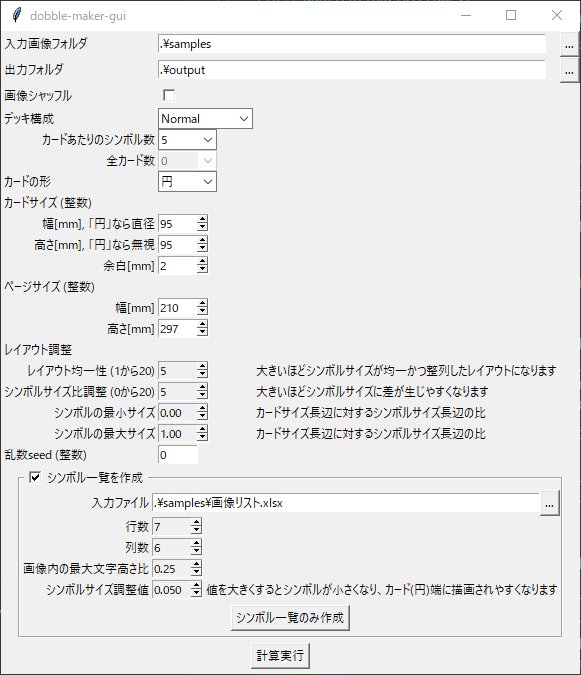 dobble-maker-gui
入力画像フォルダ .¥samples ...
出力フォルダ .¥output ...
画像シャッフル
デッキ構成 Normal
カードあたりのシンボル数 5
全カード数 0
カードの形 円
カードサイズ (整数)
幅[mm], 「円」なら直径 95
高さ[mm], 「円」なら無視 95
余白[mm] 2
ページサイズ (整数)
幅[mm] 210
高さ[mm] 297
レイアウト調整
レイアウト均一性 (1から20) 5 大きいほどシンボルサイズが均一かつ整列したレイアウトになります
シンボルサイズ比調整 (0から20) 5 大きいほどシンボルサイズに差が生じやすくなります
シンボルの最小サイズ 0.00 カードサイズ長辺に対するシンボルサイズ長辺の比
シンボルの最大サイズ 1.00 カードサイズ長辺に対するシンボルサイズ長辺の比
乱数seed (整数) 0
シンボル一覧を作成
入力ファイル .¥samples¥画像リスト.xlsx ...
行数 7
列数 6
画像内の最大文字高さ比 0.25
シンボルサイズ調整値 0.050 値を大きくするとシンボルが小さくなり、カード(円)端に描画されやすくなります
シンボル一覧のみ作成
計算実行